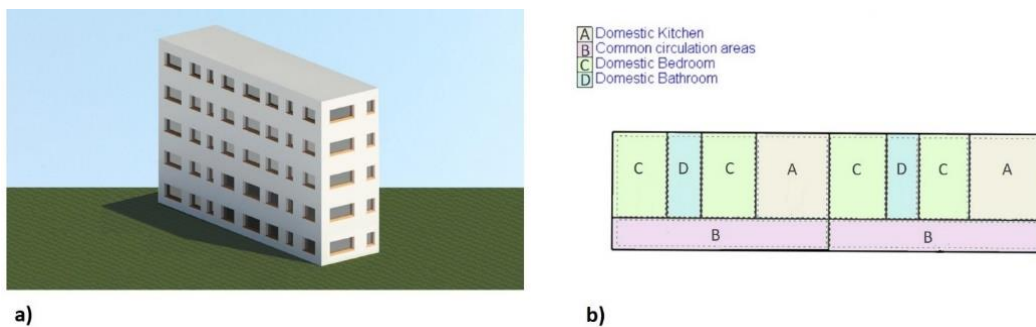 A Domestic Kitchen
B Common circulation areas
C Domestic Bedroom
D Domestic Bathroom
C D C A C D C A
B B
a) b)